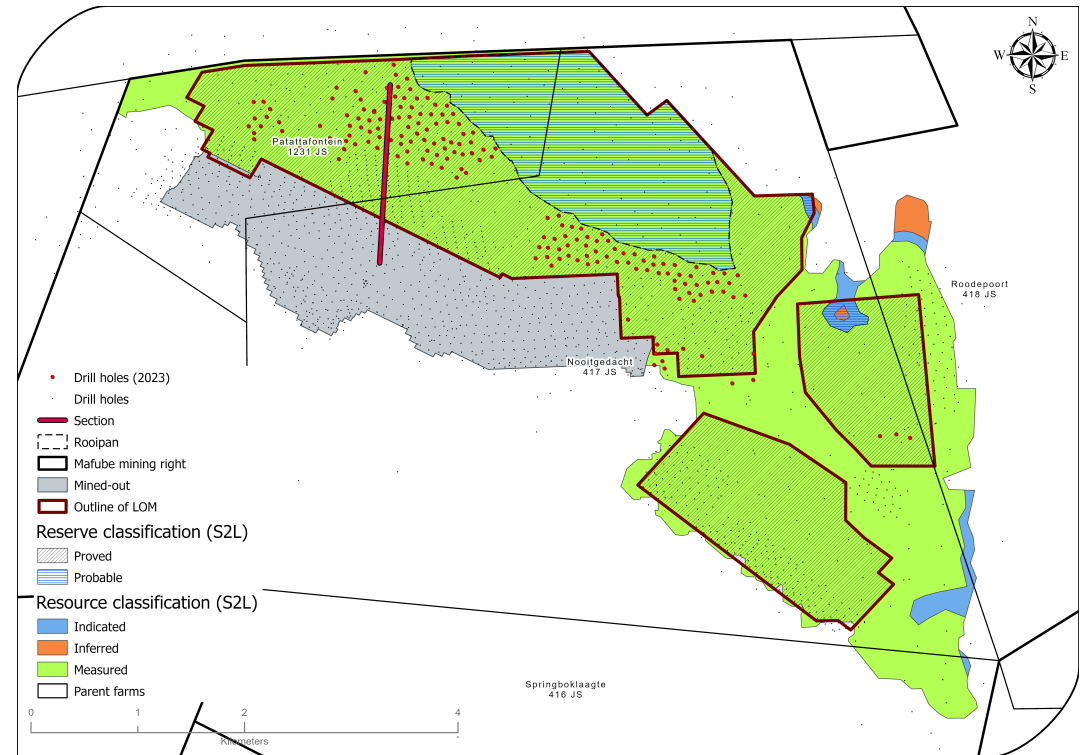 N
W
E
S
Patattafontein
1231 JS
Roodepoort
418 JS
Nooitgedacht
417 JS
Drill holes (2023)
Drill holes
Section
Rooipan
Mafube mining right
Mined-out
Outline of LOM
Reserve classification (S2L)
Proved
Probable
Resource classification (S2L)
Indicated
Inferred
Measured
Parent farms
Springboklaagte
416 JS
0
1
2
4
Kilometers